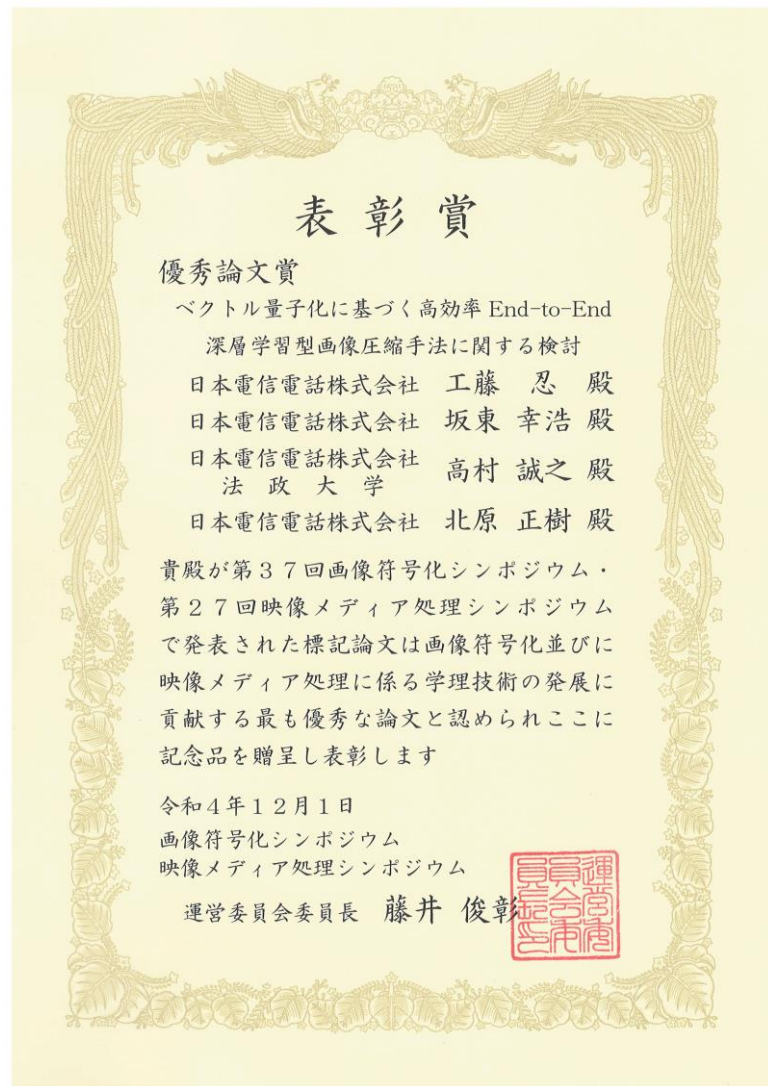 表彰賞
優秀論文賞
ベクトル量子化に基づく高効率 End-to-End
深層学習型画像圧縮手法に関する検討
日本電信電話株式会社 工藤 忍 殿
日本電信電話株式会社 坂東 幸浩 殿
日本電信電話株式会社
法政大学 高村 誠之 殿
日本電信電話株式会社 北原 正樹 殿
貴殿が第37回画像符号化シンポジウム・
第27回映像メディア処理シンポジウム
で発表された標記論文は画像符号化並びに
映像メディア処理に係る学理技術の発展に
貢献する最も優秀な論文と認められここに
記念品を贈呈し表彰します
令和4年12月1日
画像符号化シンポジウム
映像メディア処理シンポジウム
運営委員会委員長 藤井 俊彰
運営委
員会委
員長印